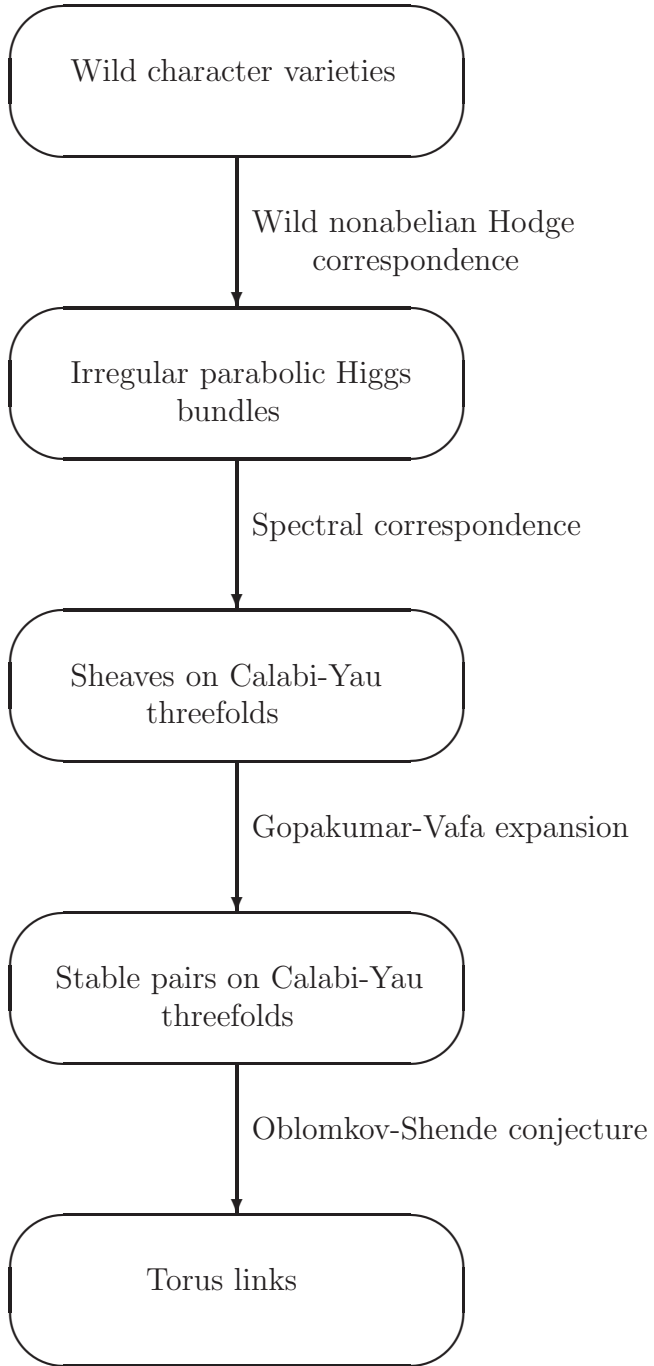 Wild character varieties
Wild nonabelian Hodge
correspondence
Irregular parabolic Higgs
bundles
Spectral correspondence
Sheaves on Calabi-Yau
threefolds
Gopakumar-Vafa expansion
Stable pairs on Calabi-Yau
threefolds
Oblomkov-Shende conjecture
Torus links